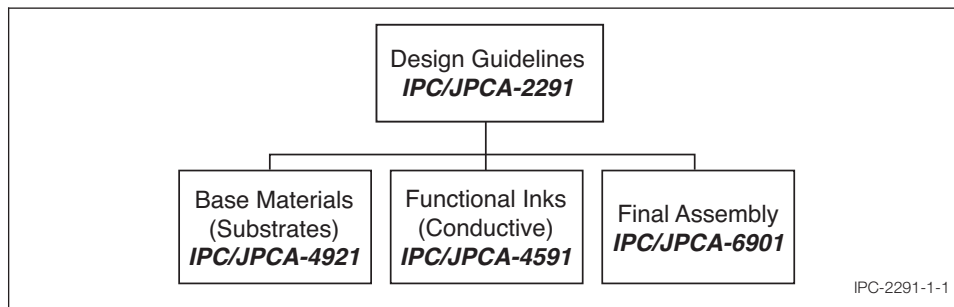 Design Guidelines
IPC/JPCA-2291
Base Materials
(Substrates)
IPC/JPCA-4921
Functional Inks
(Conductive)
IPC/JPCA-4591
Final Assembly
IPC/JPCA-6901
IPC-2291-1-1